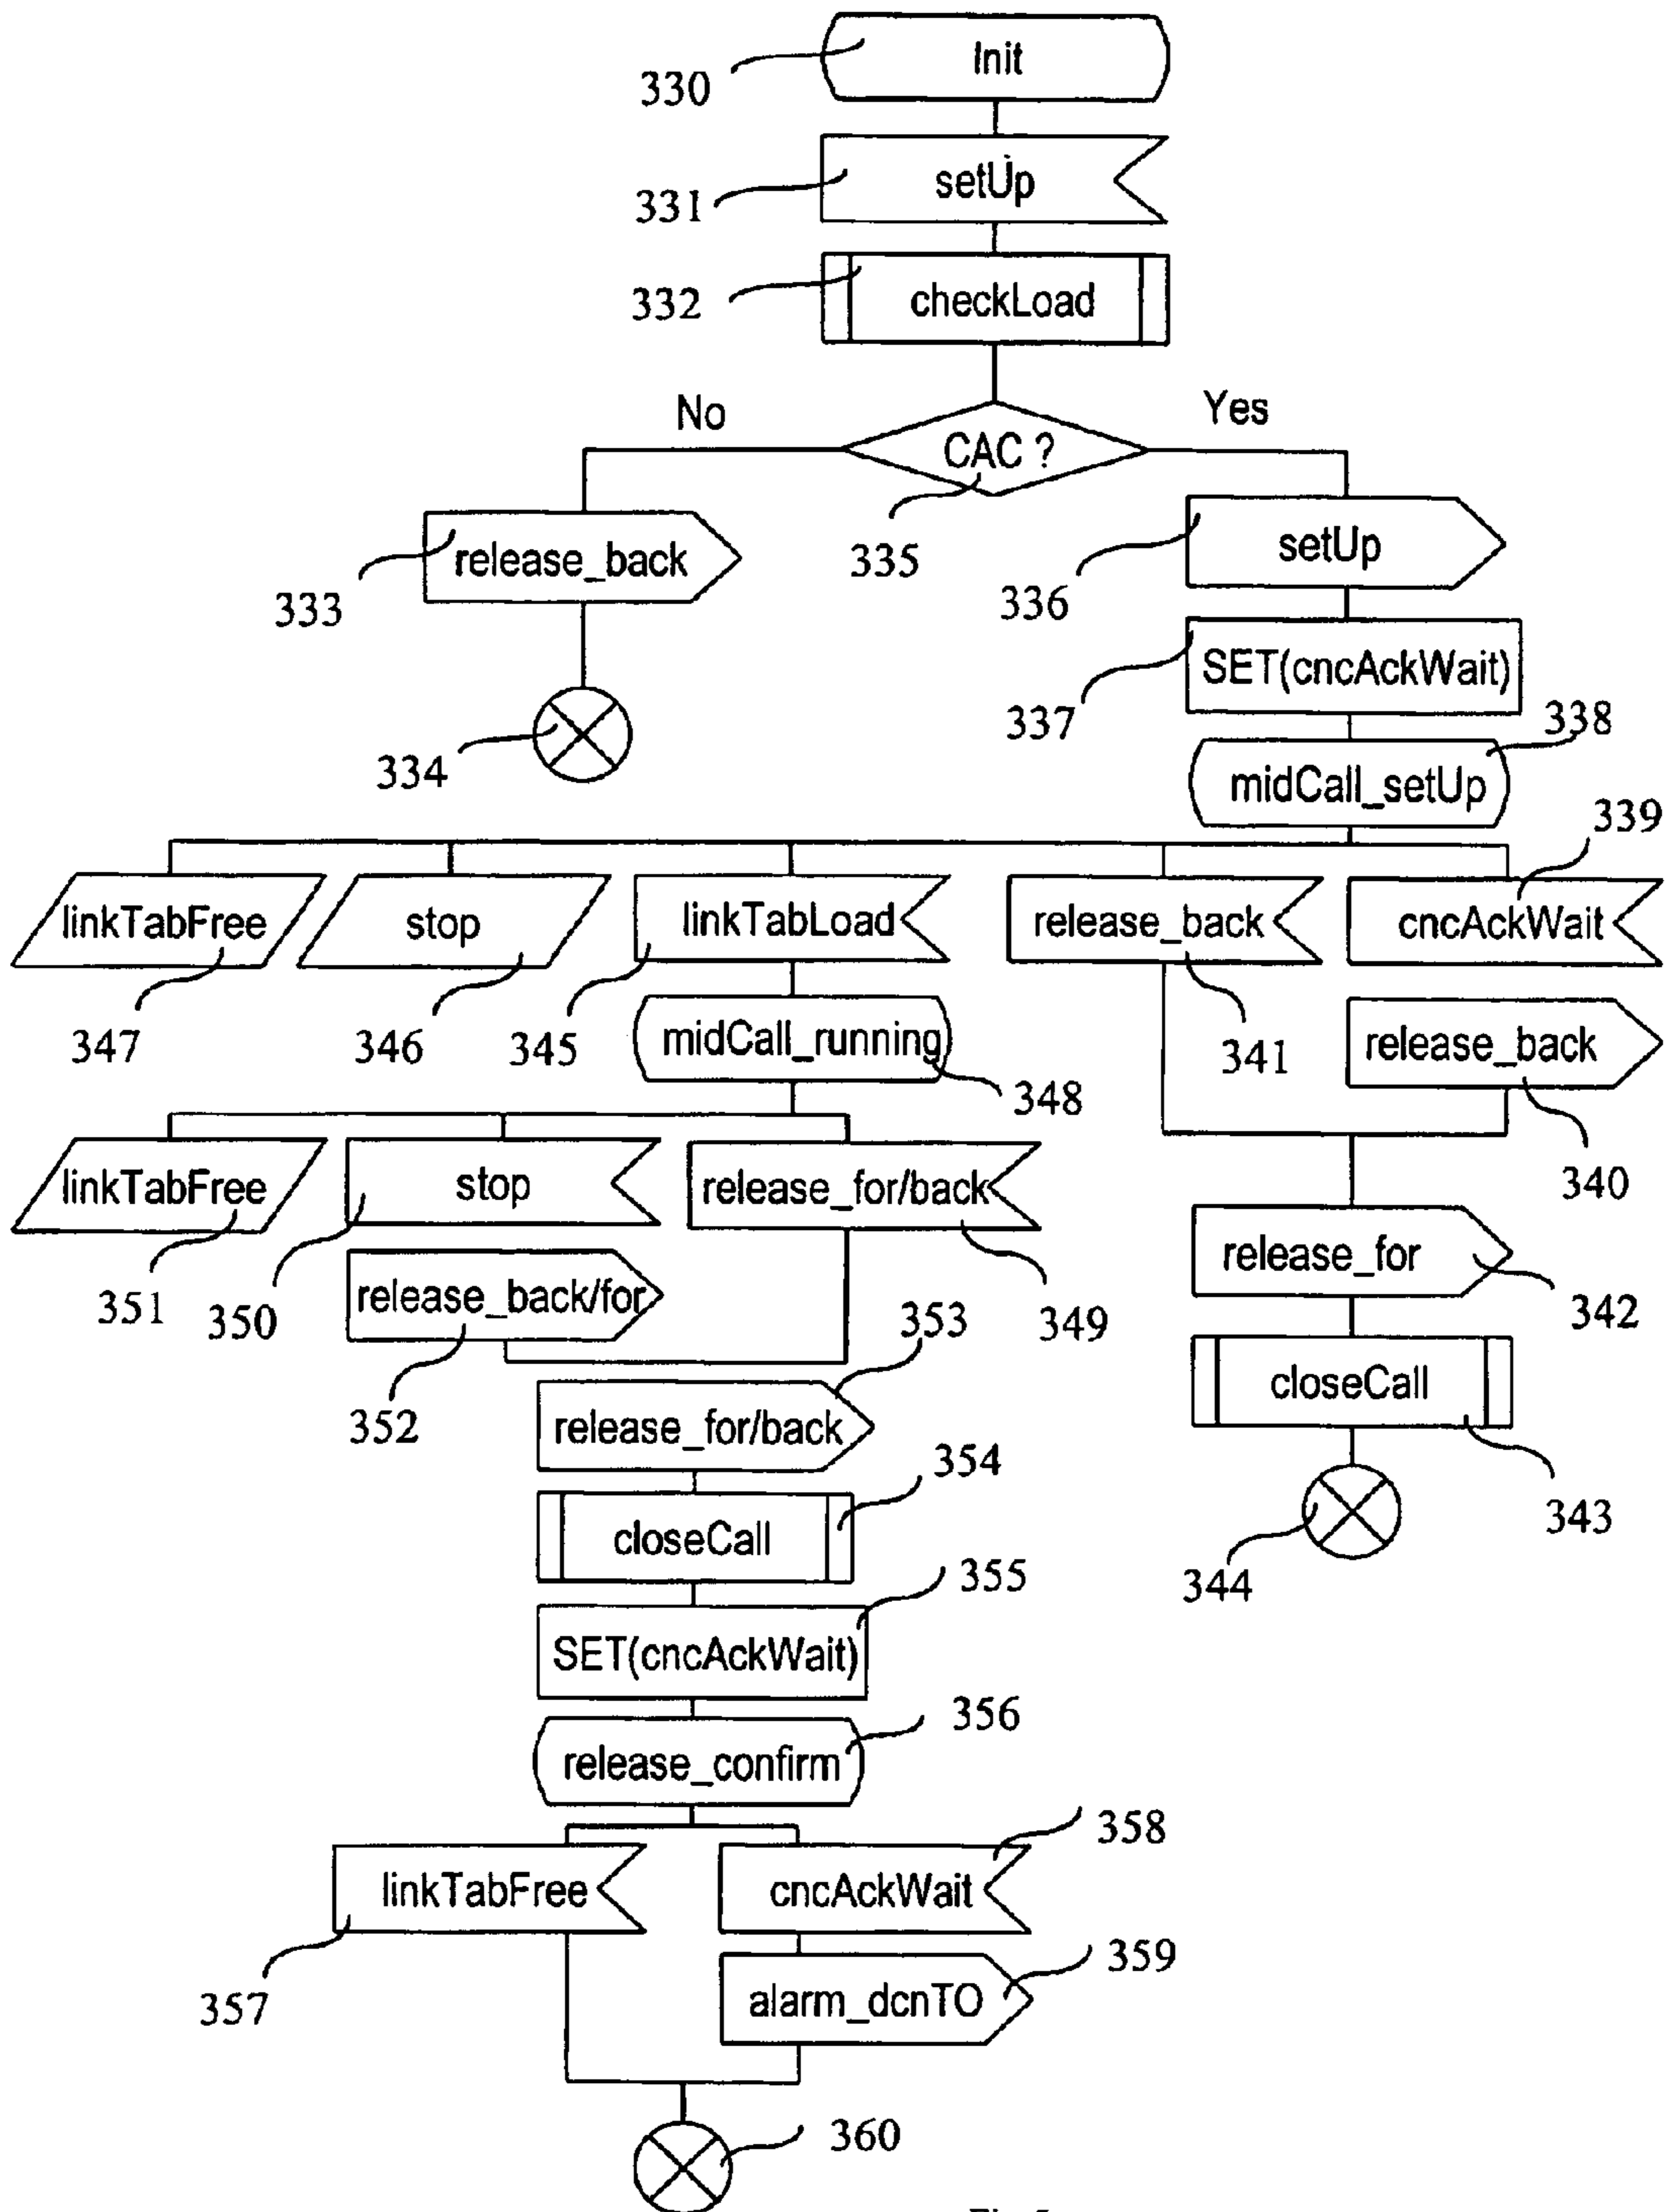 Init
330
setUp
331
checkLoad
332
No
Yes
CAC ?
335
release_back
333
setUp
336
SET(cncAckWait)
337
334
338
midCall_setUp
339
linkTabFree
stop
linkTabLoad
release_back
cncAckWait
347
346
345
341
midCall_running
release_back
348
340
linkTabFree
stop
release_for/back
351
350
349
release_back/for
release_for
342
353
352
release_for/back
closeCall
354
343
closeCall
344
355
SET(cncAckWait)
356
release_confirm
358
linkTabFree
cncAckWait
357
359
alarm_dcnTO
360